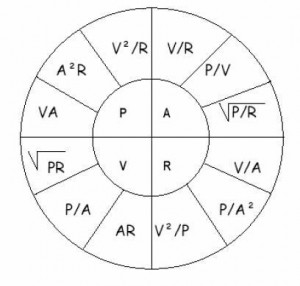 V²/R V/R
A²R P/V
VA P A √P/R
√PR V R V/A
P/A P/A²
AR V²/P